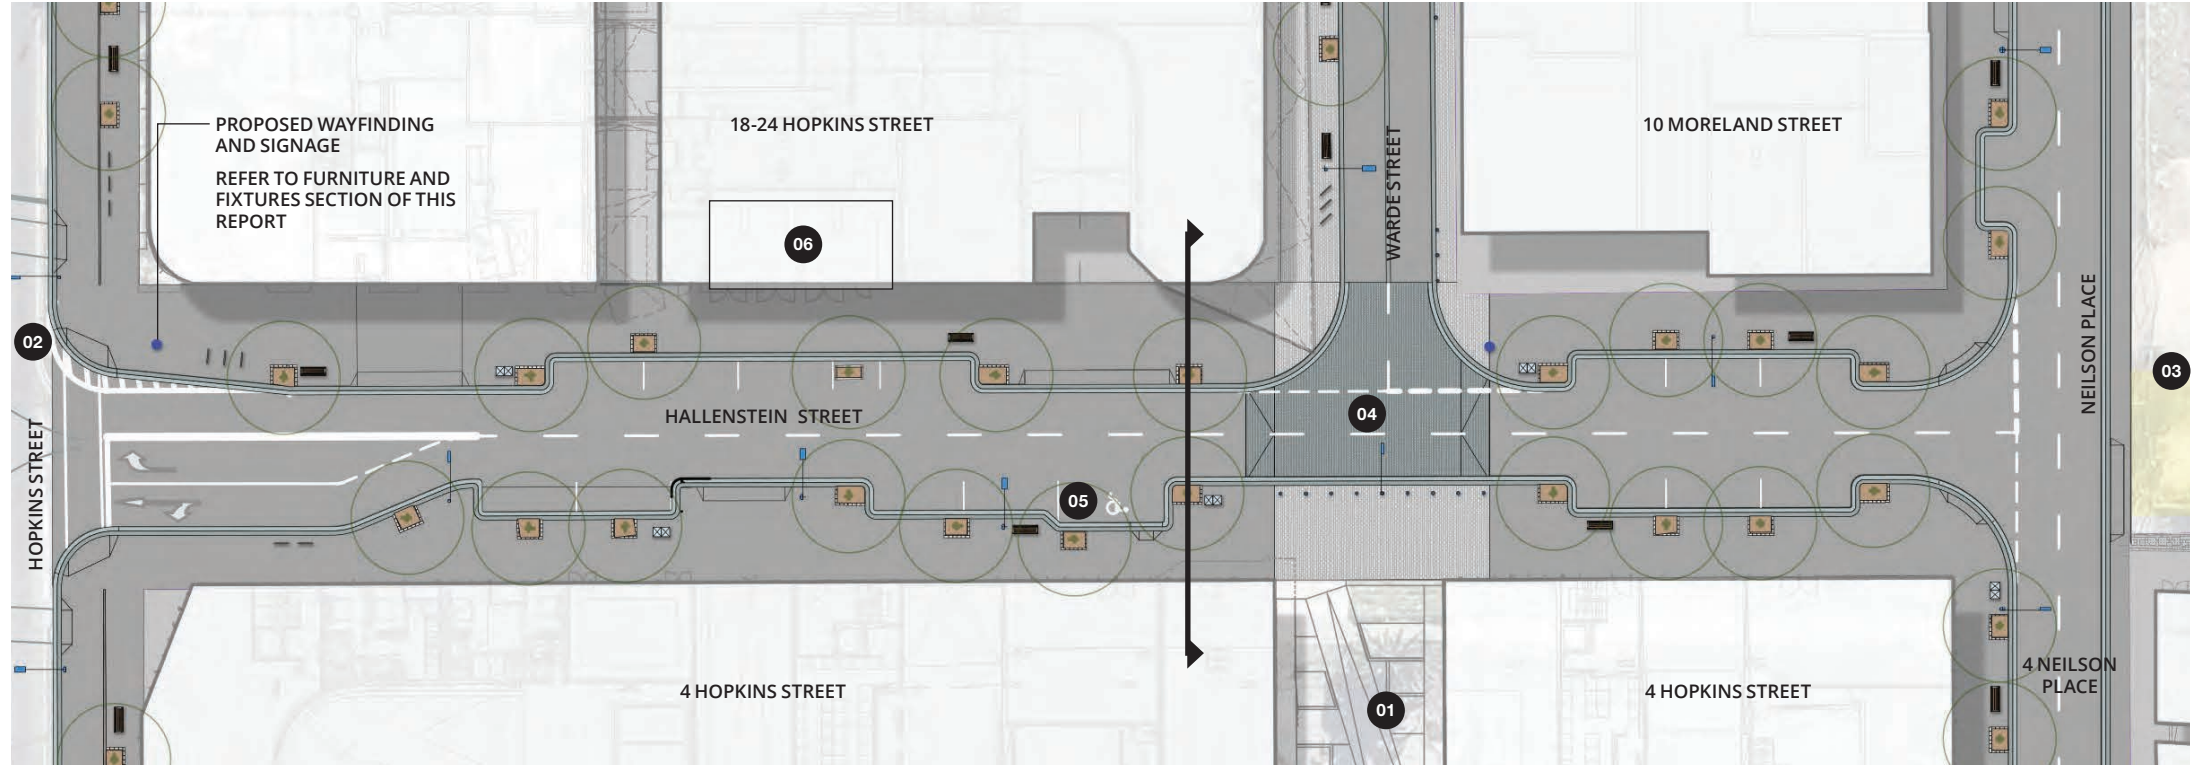 PROPOSED WAYFINDING
AND SIGNAGE
REFER TO FURNITURE AND
FIXTURES SECTION OF THIS
REPORT
18-24 HOPKINS STREET
10 MORELAND STREET
WARDE STREET
06
02
03
NEILSON PLACE
HALLENSTEIN STREET
04
HOPKINS STREET
05
4 HOPKINS STREET
01
4 HOPKINS STREET
4 NEILSON
PLACE